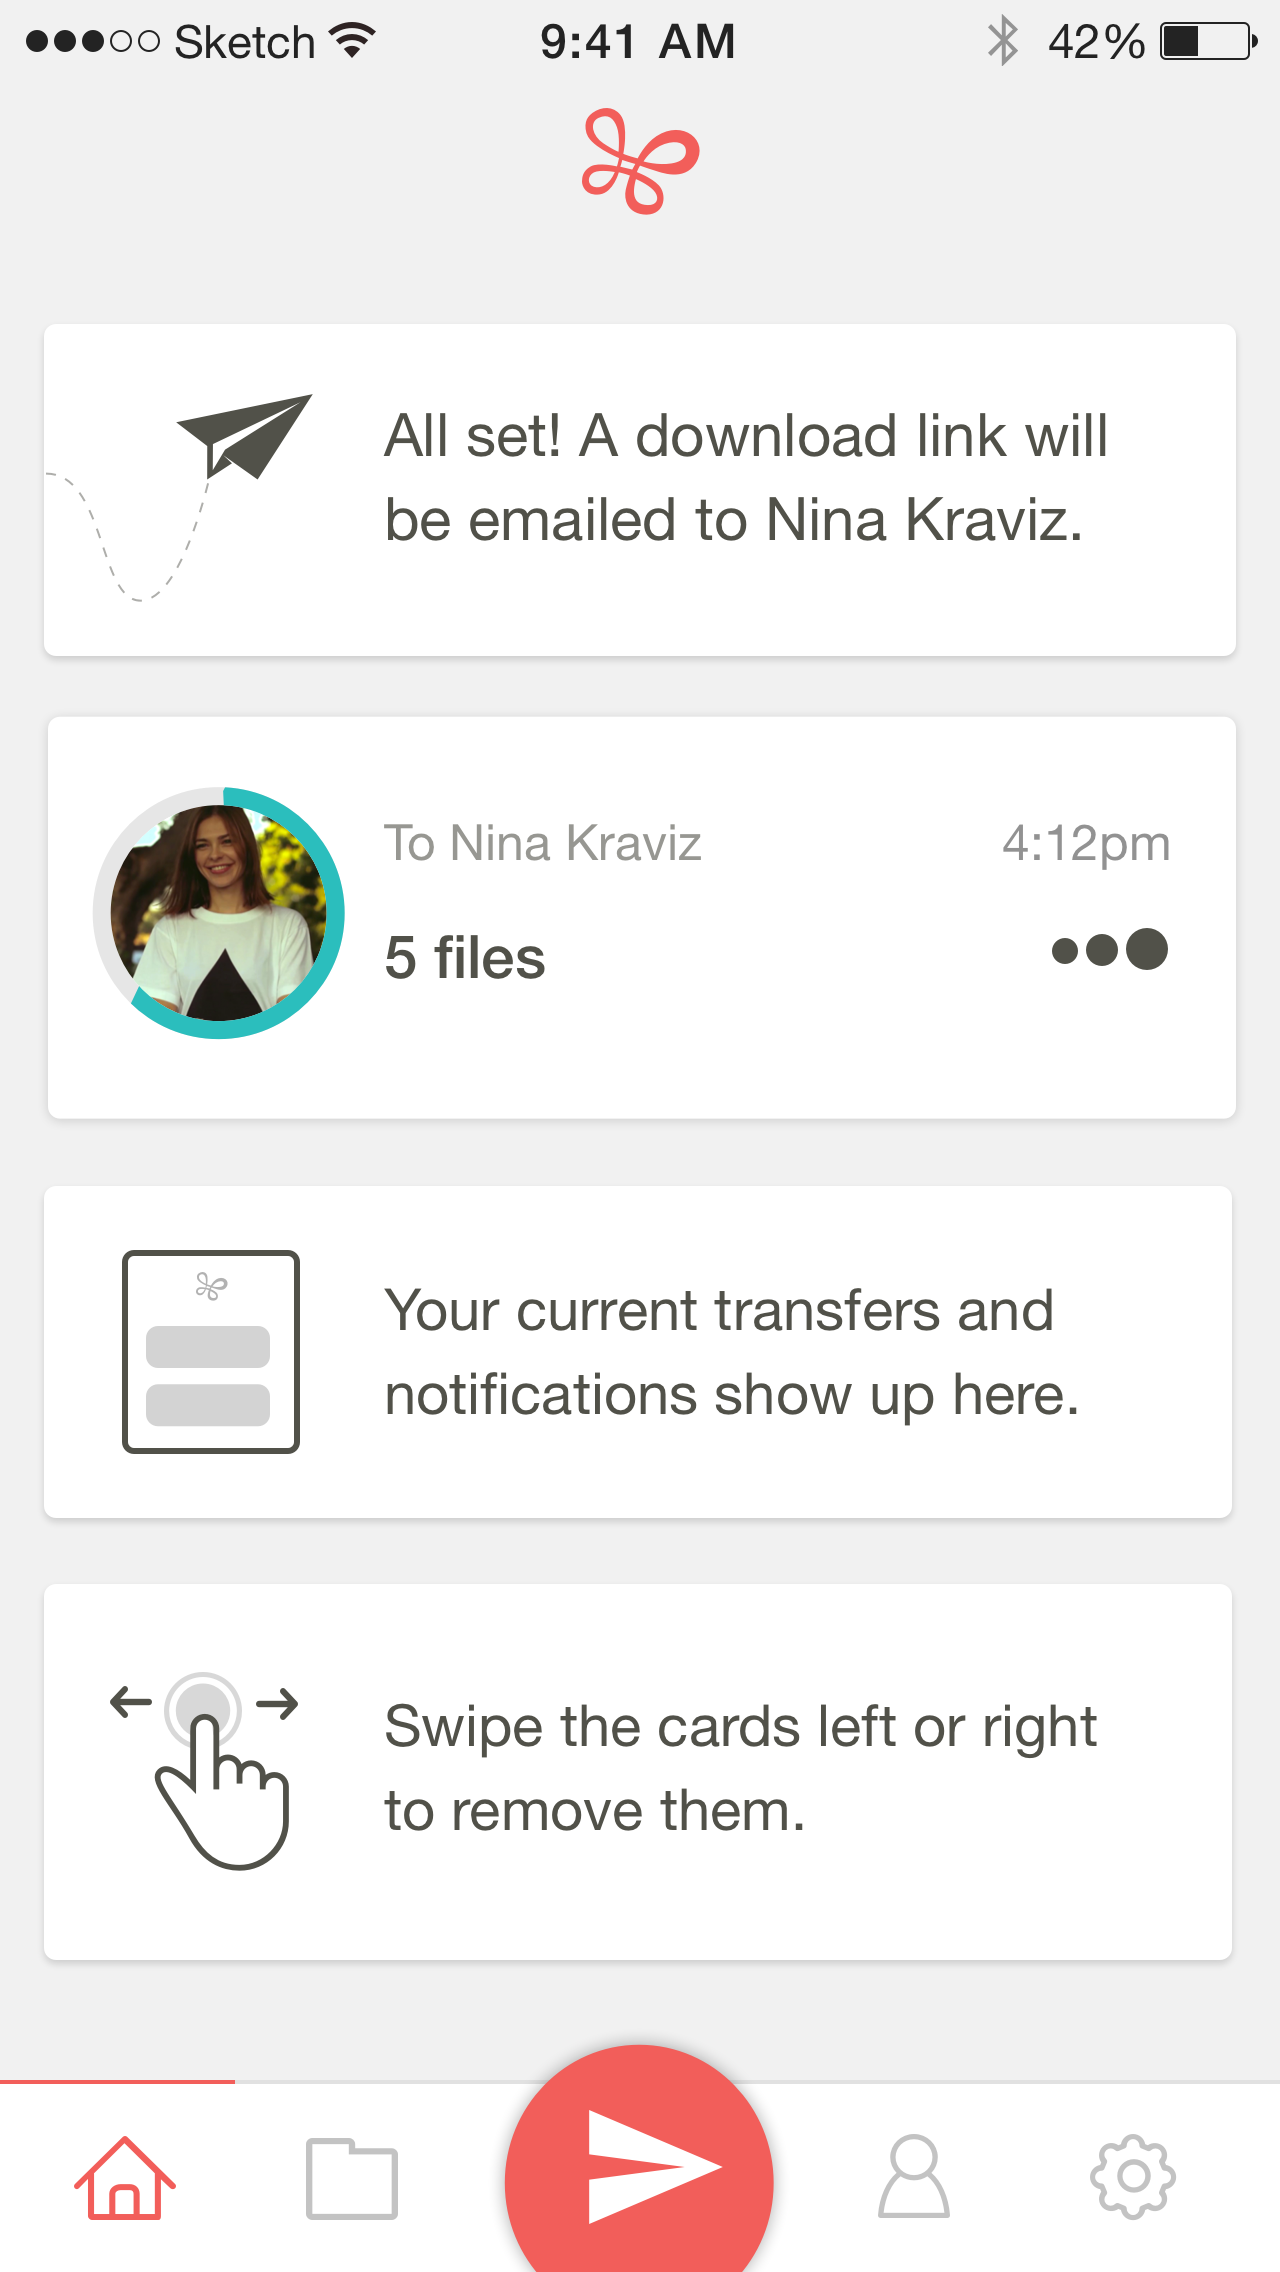 Sketch 9:41 AM 42%
All set! A download link will
be emailed to Nina Kraviz.
To Nina Kraviz 4:12pm
5 files
Your current transfers and
notifications show up here.
Swipe the cards left or right
to remove them.